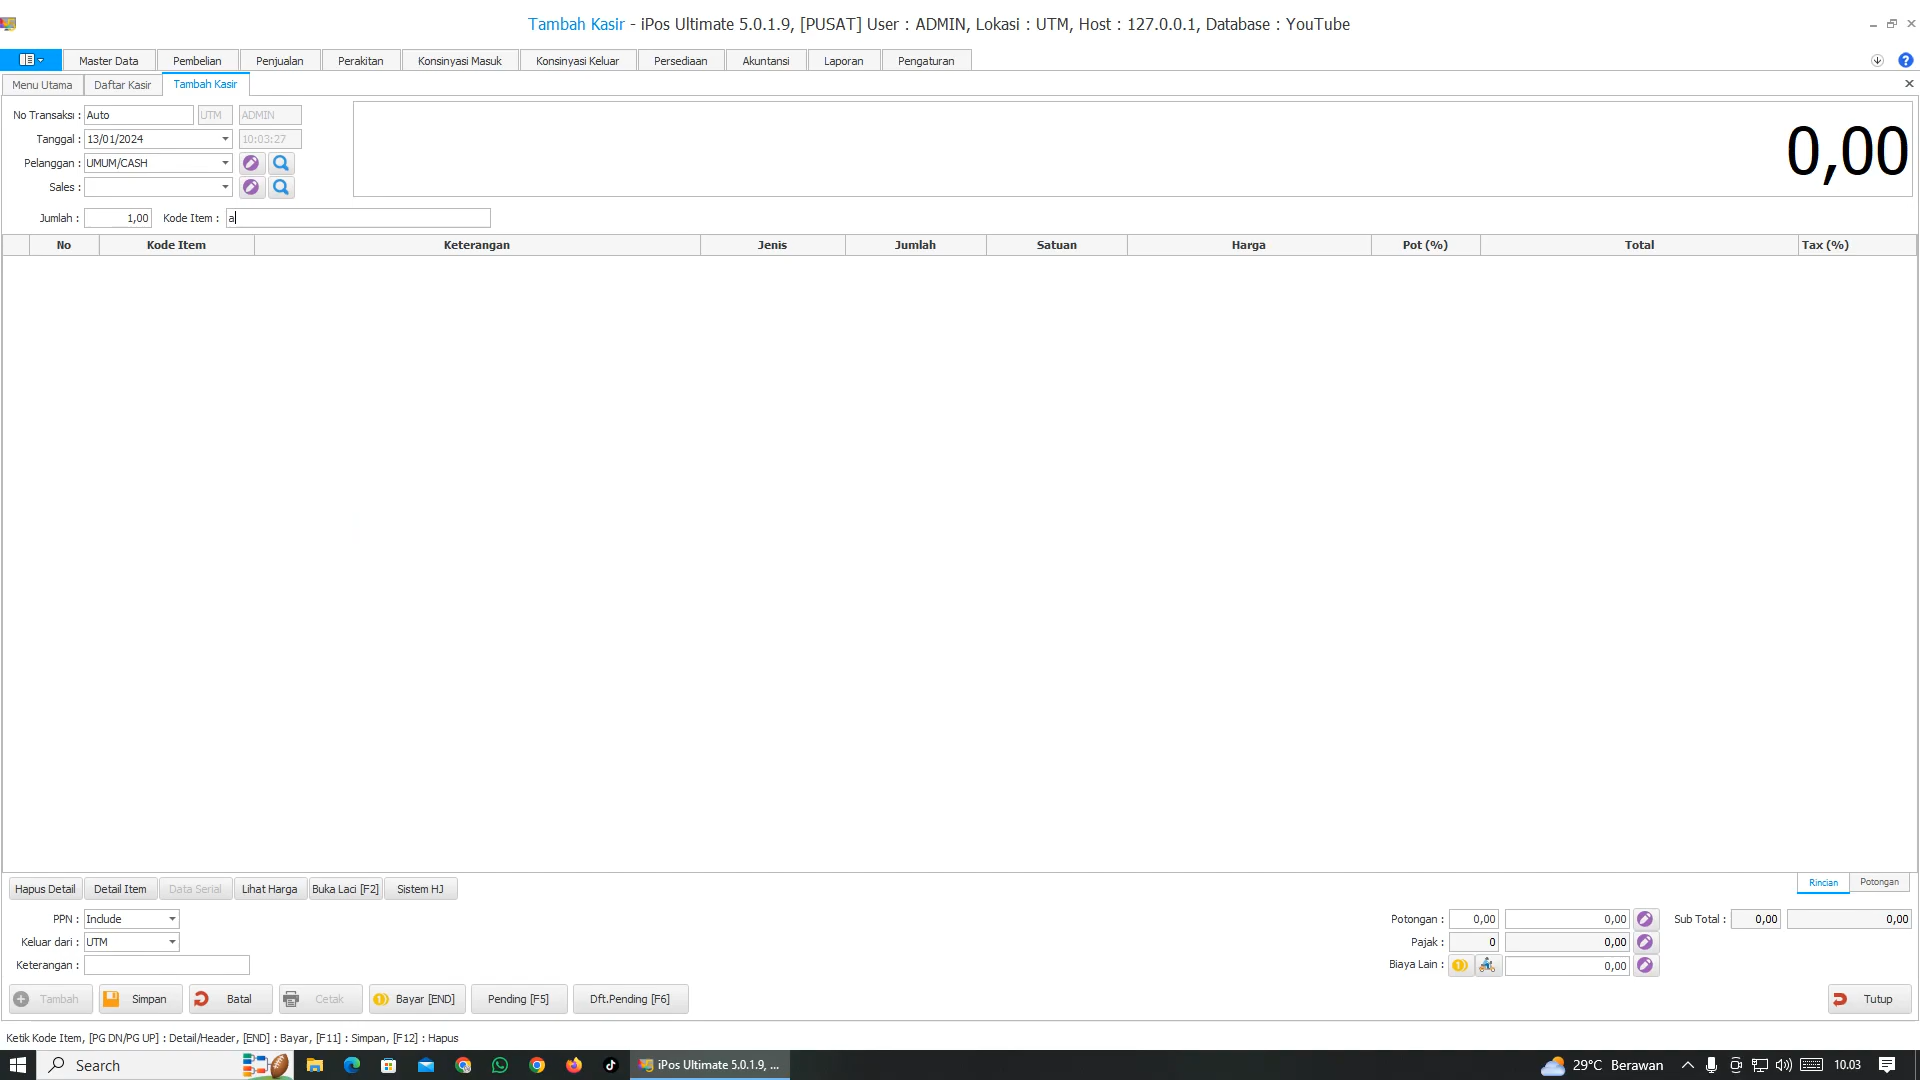 Tambah Kasir - iPos Ultimate 5.0.1.9, [PUSAT] User : ADMIN, Lokasi : UTM, Host : 127.0.0.1, Database : YouTube
Master Data Pembelian Penjualan Perakitan Konsinyasi Masuk Konsinyasi Keluar Persediaan Akuntansi Laporan Pengaturan
Menu Utama Daftar Kasir Tambah Kasir
No Transaksi : Auto UTM ADMIN
Tanggal : 13/01/2024 10:03:27
Pelanggan : UMUM/CASH
Sales :
0,00
Jumlah : 1,00 Kode Item : a
No Kode Item Keterangan Jenis Jumlah Satuan Harga Pot (%) Total Tax (%)
Hapus Detail Detail Item Data Serial Lihat Harga Buka Laci [F2] Sistem HJ Rincian Potongan
PPN : Include Potongan : 0,00 0,00 Sub Total : 0,00 0,00
Keluar dari : UTM Pajak : 0 0,00
Keterangan : Biaya Lain : 0,00
Tambah Simpan Batal Cetak Bayar [END] Pending [F5] Dft.Pending [F6] Tutup
Ketik Kode Item, [PG DN/PG UP] : Detail/Header, [END] : Bayar, [F11] : Simpan, [F12] : Hapus
Search iPos Ultimate 5.0.1.9, ... 29°C Berawan 10.03